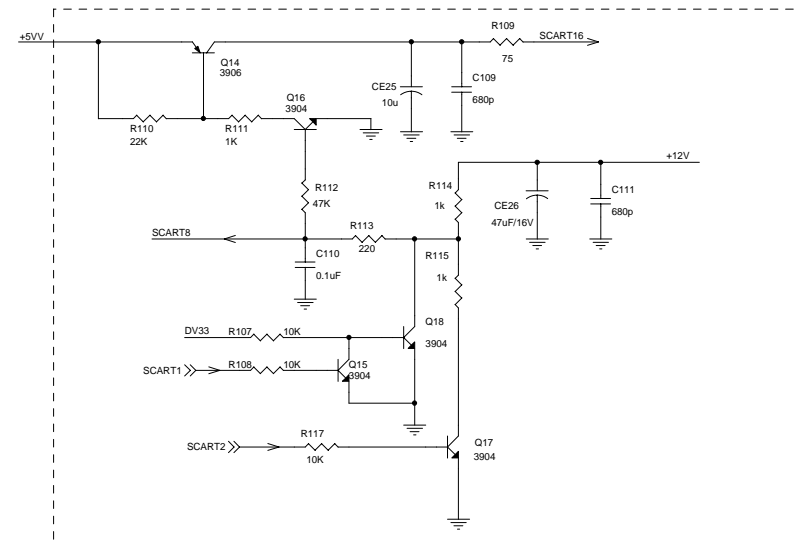 +5VV
R109
SCART16
75
Q14
3906
CE25
10u
C109
680p
Q16
3904
R110
22K
R111
1K
+12V
R112
47K
R114
1k
CE26
47uF/16V
C111
680p
SCART8
R113
220
C110
0.1uF
R115
1k
DV33
R107
10K
Q18
3904
SCART1
R108
10K
Q15
3904
SCART2
R117
10K
Q17
3904